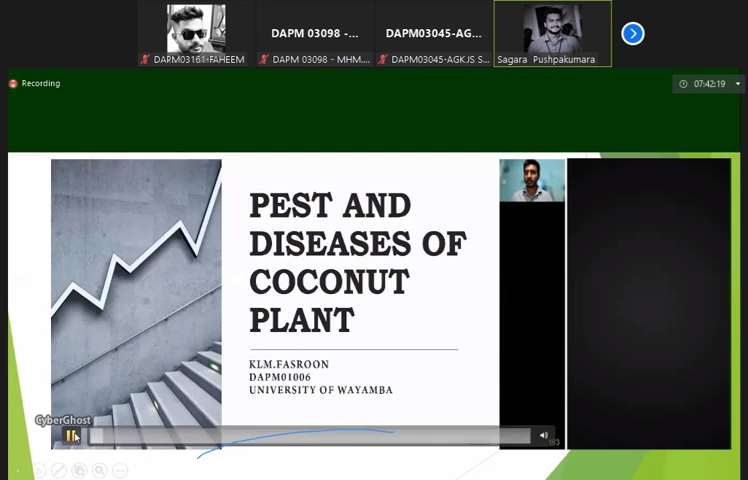 DAPM 03098 -...
DAPM03045-AG...
DAPM03161-FAHEEM
DAPM 03098 - MHM....
DAPM03045-AGKJS S...
Sagara Pushpakumara
Recording
07:42:19
PEST AND
DISEASES OF
COCONUT
PLANT
KLM.FASROON
DAPM01006
UNIVERSITY OF WAYAMBA
CyberGhost
103